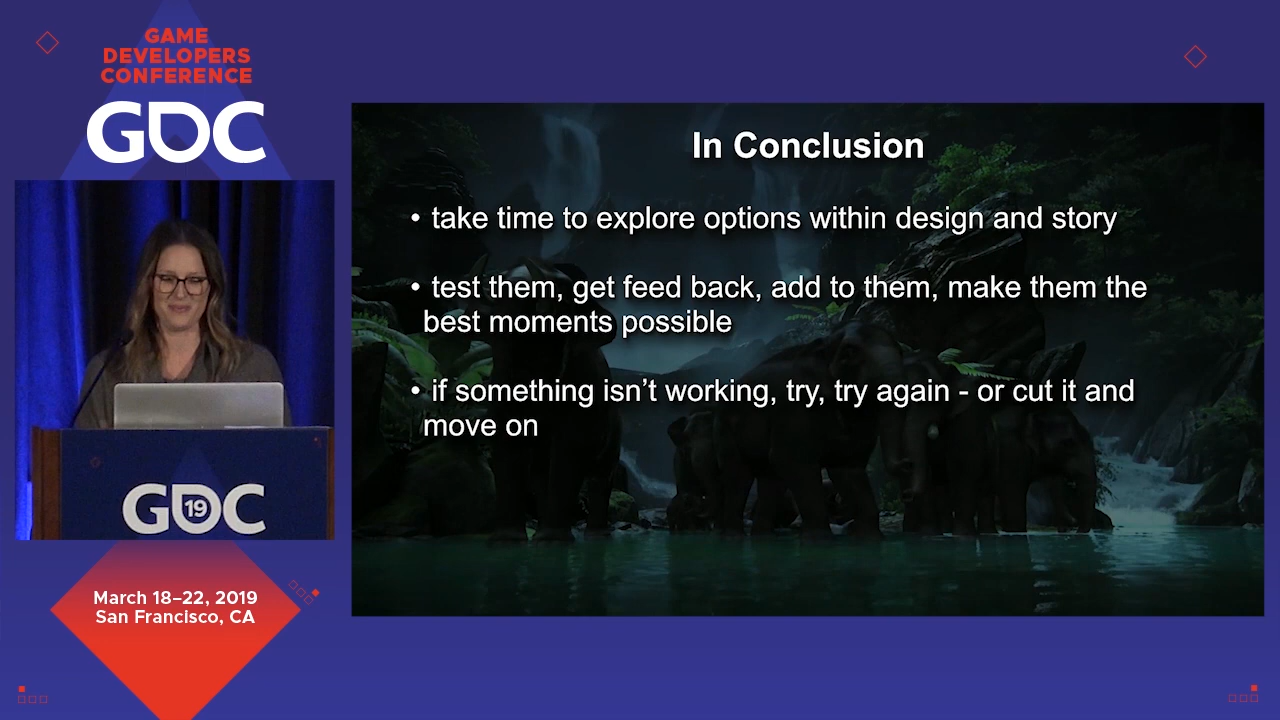 GAME
DEVELOPERS
CONFERENCE
GDC
In Conclusion
• take time to explore options within design and story
• test them, get feed back, add to them, make them the
best moments possible
• if something isn’t working, try, try again - or cut it and
move on
GDC
19
March 18–22, 2019
San Francisco, CA